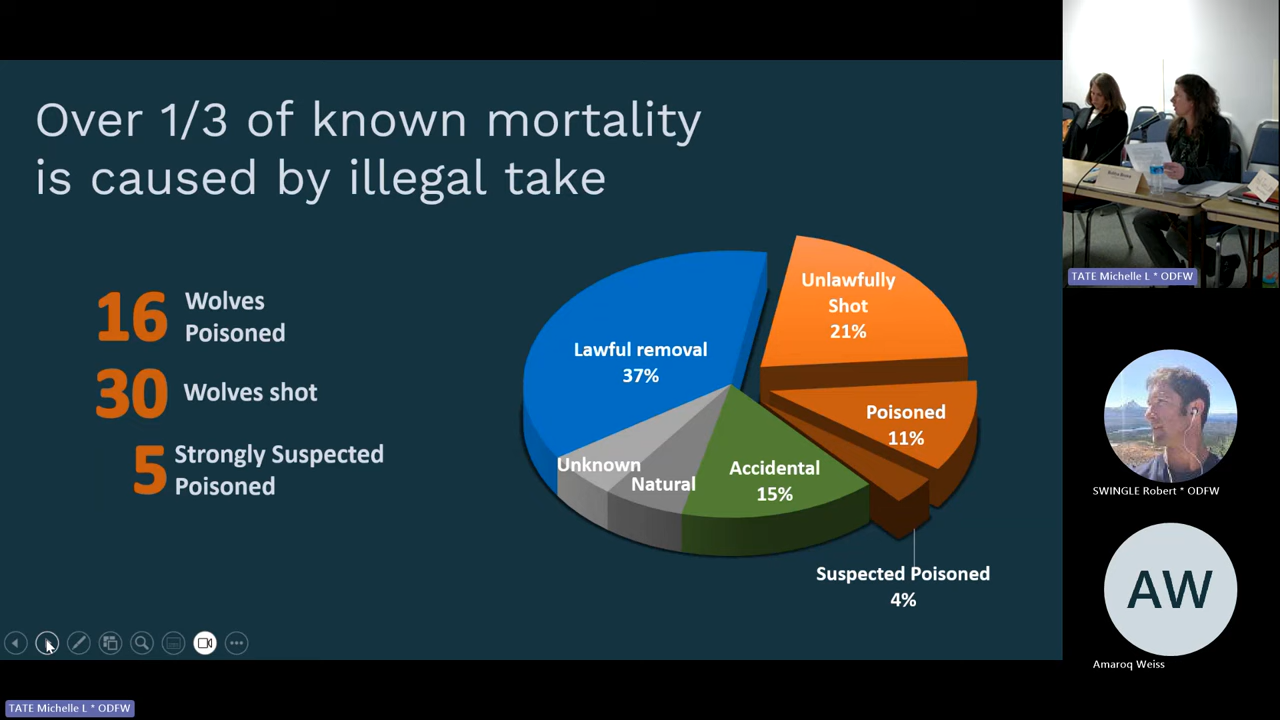 Over 1/3 of known mortality
is caused by illegal take
16 Wolves
Poisoned
30 Wolves shot
5 Strongly Suspected
Poisoned
Unlawfully
Shot
21%
Lawful removal
37%
Poisoned
11%
Unknown
Natural
Accidental
15%
Suspected Poisoned
4%
TATE Michelle L * ODFW
SWINGLE Robert * ODFW
AW
Amaroq Weiss
TATE Michelle L * ODFW